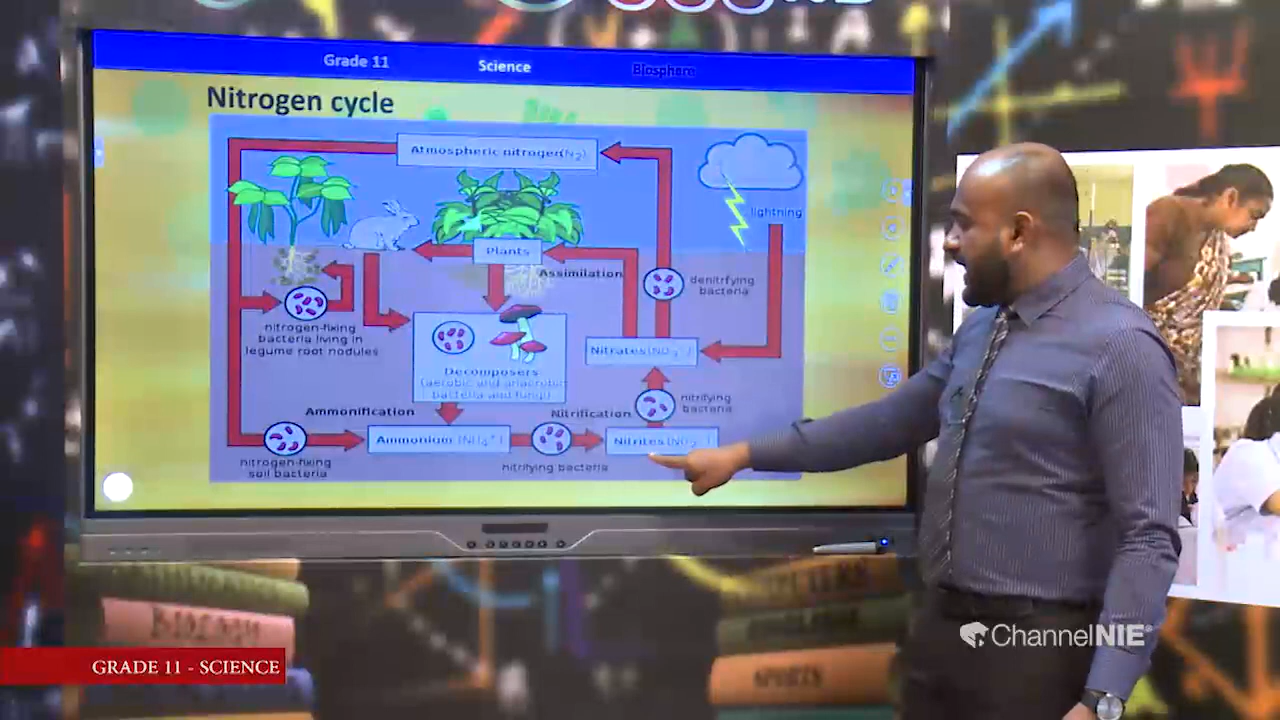 Grade 11
Science
Biosphere
Nitrogen cycle
Atmospheric nitrogen(N₂)
lightning
Plants
Assimilation
denitrfying
bacteria
nitrogen-fixing
bacteria living in
legume root nodules
Nitrates(NO₃⁻)
Decomposers
(aerobic and anaerobic
bacteria and fungi)
nitrifying
bacteria
Ammonification
Nitrification
Ammonium (NH₄⁺)
Nitrites(NO₂⁻)
nitrogen-fixing
soil bacteria
nitrifying bacteria
SPORTS
GRADE 11 - SCIENCE
ChannelNIE